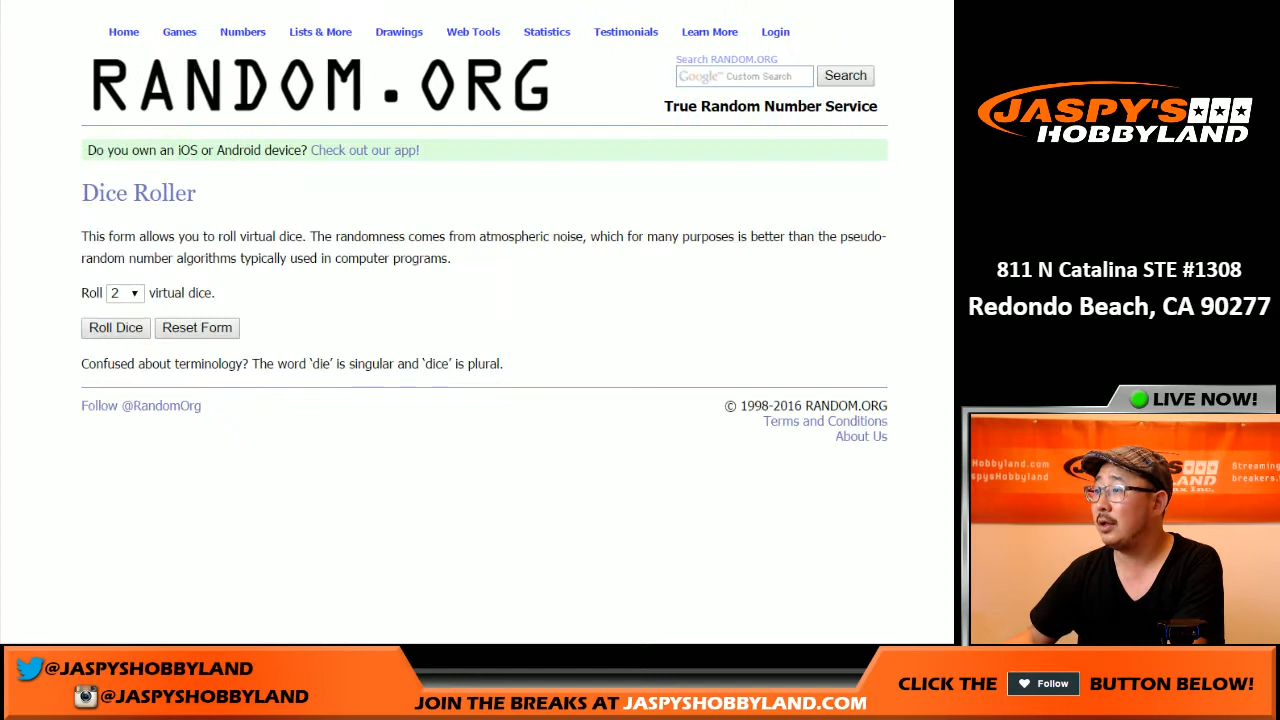 Home Games Numbers Lists & More Drawings Web Tools Statistics Testimonials Learn More Login
RANDOM.ORG
Search RANDOM.ORG
Google™ Custom Search Search
True Random Number Service
Do you own an iOS or Android device? Check out our app!
Dice Roller
This form allows you to roll virtual dice. The randomness comes from atmospheric noise, which for many purposes is better than the pseudo-
random number algorithms typically used in computer programs.
Roll 2 virtual dice.
Roll Dice Reset Form
Confused about terminology? The word ‘die’ is singular and ‘dice’ is plural.
Follow @RandomOrg
© 1998-2016 RANDOM.ORG
Terms and Conditions
About Us
JASPY'S
HOBBYLAND
811 N Catalina STE #1308
Redondo Beach, CA 90277
LIVE NOW!
Hobbyland.com
Streaming
breakers.
@JASPYSHOBBYLAND
@JASPYSHOBBYLAND
JOIN THE BREAKS AT JASPYSHOBBYLAND.COM
CLICK THE Follow BUTTON BELOW!